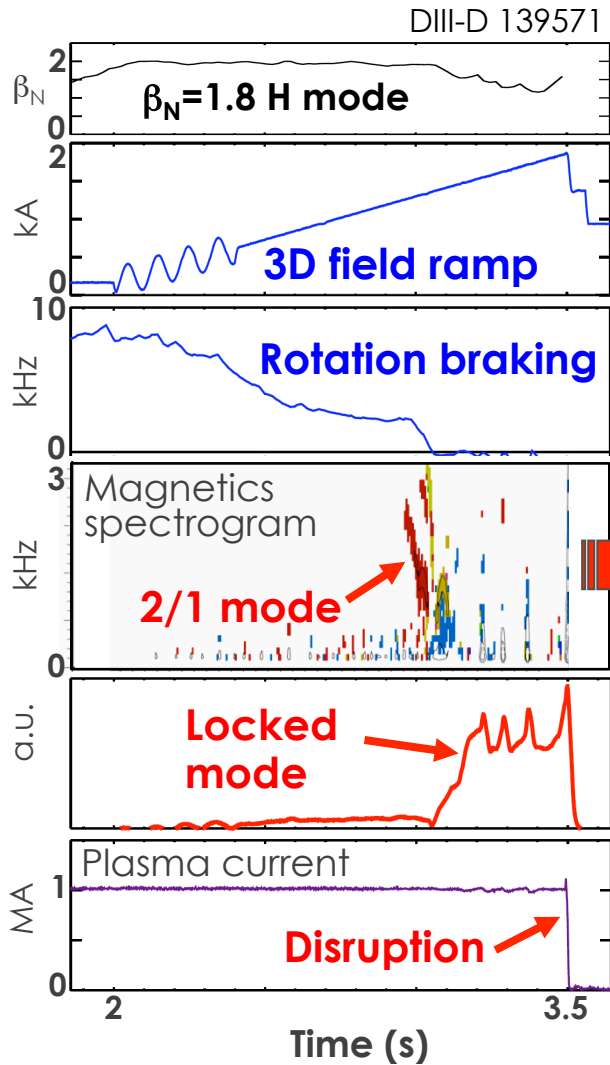 DIII-D 139571
2
β_N
β_N=1.8 H mode
0
2
kA
3D field ramp
0
10
kHz
Rotation braking
0
3
Magnetics
spectrogram
kHz
2/1 mode
0
a.u.
Locked
mode
Plasma current
1
MA
Disruption
0
2
3.5
Time (s)